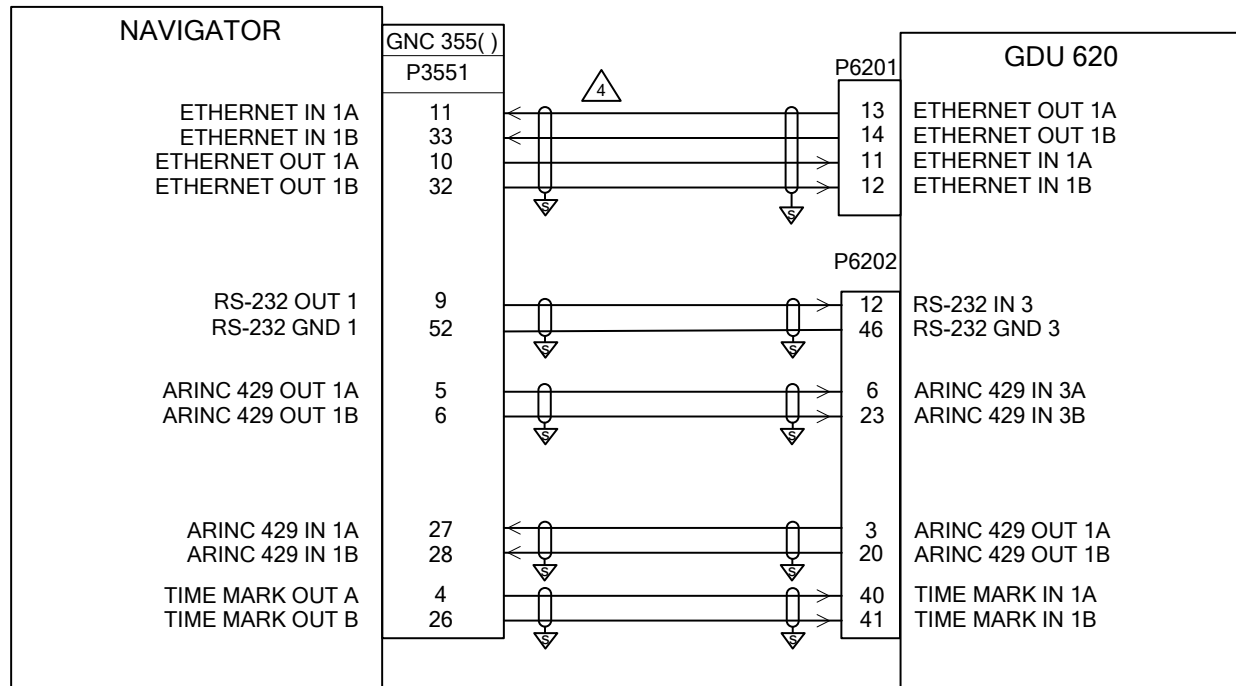 NAVIGATOR
GNC 355( )
P3551
GDU 620
P6201
4
ETHERNET IN 1A 11 13 ETHERNET OUT 1A
ETHERNET IN 1B 33 14 ETHERNET OUT 1B
ETHERNET OUT 1A 10 11 ETHERNET IN 1A
ETHERNET OUT 1B 32 12 ETHERNET IN 1B
S S
P6202
RS-232 OUT 1 9 12 RS-232 IN 3
RS-232 GND 1 52 46 RS-232 GND 3
S S
ARINC 429 OUT 1A 5 6 ARINC 429 IN 3A
ARINC 429 OUT 1B 6 23 ARINC 429 IN 3B
S S
ARINC 429 IN 1A 27 3 ARINC 429 OUT 1A
ARINC 429 IN 1B 28 20 ARINC 429 OUT 1B
S S
TIME MARK OUT A 4 40 TIME MARK IN 1A
TIME MARK OUT B 26 41 TIME MARK IN 1B
S S